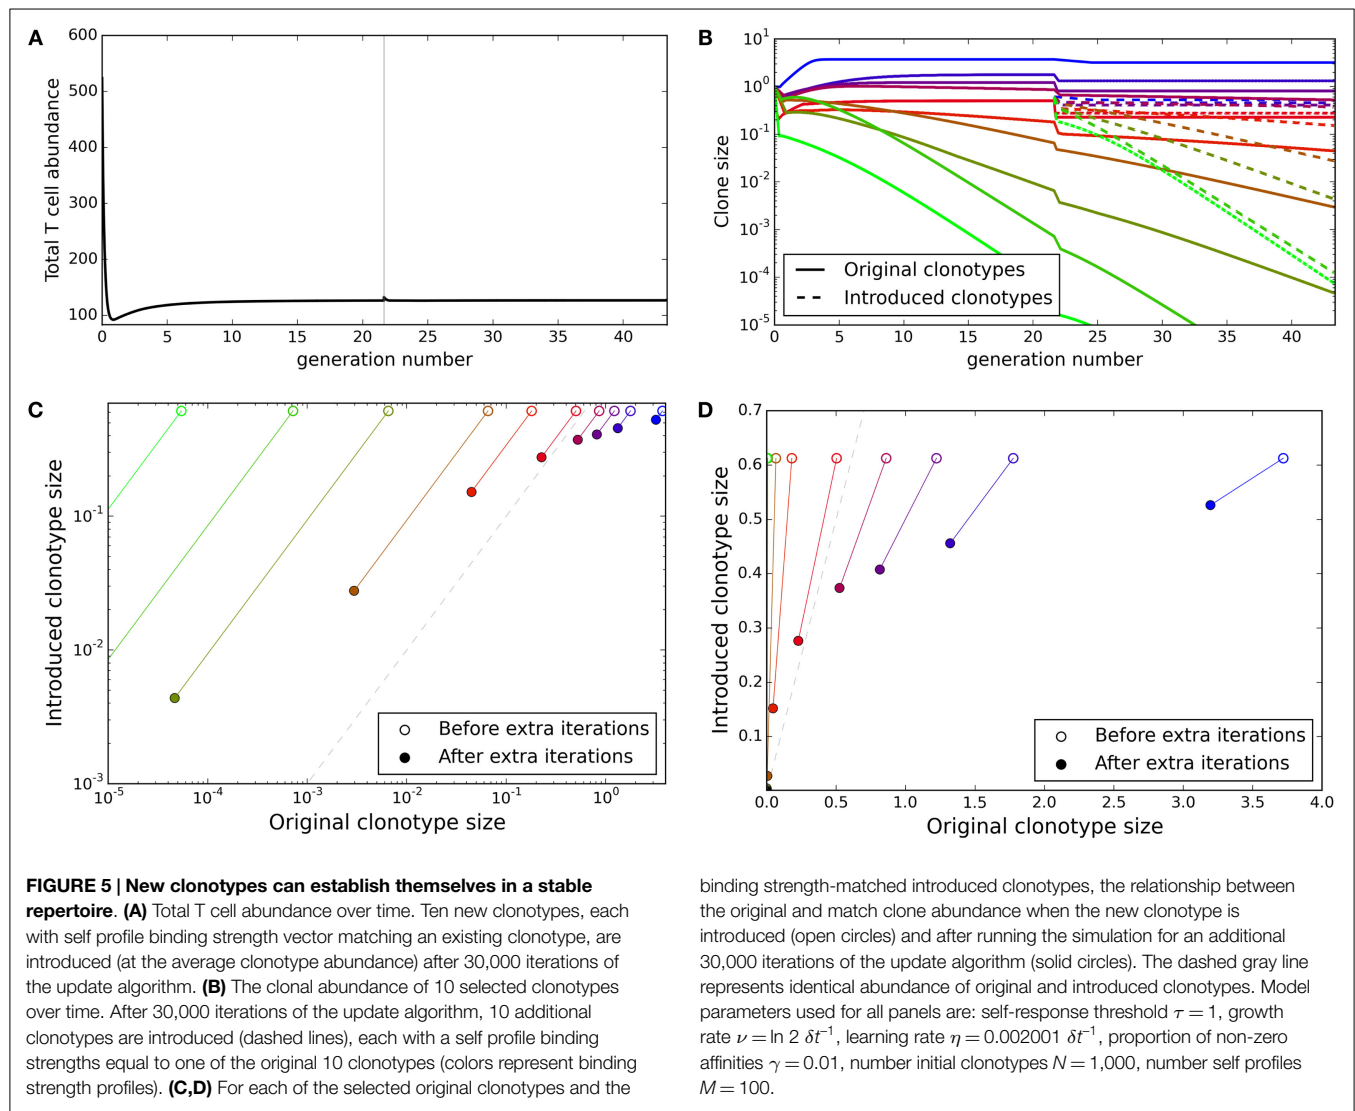 A
600
500
400
300
200
100
Total T cell abundance
0 5 10 15 20 25 30 35 40
generation number
B
10^1
10^0
10^-1
10^-2
10^-3
10^-4
10^-5
Clone size
Original clonotypes
Introduced clonotypes
0 5 10 15 20 25 30 35 40
generation number
C
10^-1
10^-2
10^-3
Introduced clonotype size
Before extra iterations
After extra iterations
10^-5 10^-4 10^-3 10^-2 10^-1 10^0
Original clonotype size
D
0.7
0.6
0.5
0.4
0.3
0.2
0.1
Introduced clonotype size
Before extra iterations
After extra iterations
0.0 0.5 1.0 1.5 2.0 2.5 3.0 3.5 4.0
Original clonotype size
FIGURE 5 | New clonotypes can establish themselves in a stable
repertoire. (A) Total T cell abundance over time. Ten new clonotypes, each
with self profile binding strength vector matching an existing clonotype, are
introduced (at the average clonotype abundance) after 30,000 iterations of
the update algorithm. (B) The clonal abundance of 10 selected clonotypes
over time. After 30,000 iterations of the update algorithm, 10 additional
clonotypes are introduced (dashed lines), each with a self profile binding
strengths equal to one of the original 10 clonotypes (colors represent binding
strength profiles). (C,D) For each of the selected original clonotypes and the
binding strength-matched introduced clonotypes, the relationship between
the original and match clone abundance when the new clonotype is
introduced (open circles) and after running the simulation for an additional
30,000 iterations of the update algorithm (solid circles). The dashed gray line
represents identical abundance of original and introduced clonotypes. Model
parameters used for all panels are: self-response threshold τ = 1, growth
rate ν = ln 2 δt⁻¹, learning rate η = 0.002001 δt⁻¹, proportion of non-zero
affinities γ = 0.01, number initial clonotypes N = 1,000, number self profiles
M = 100.